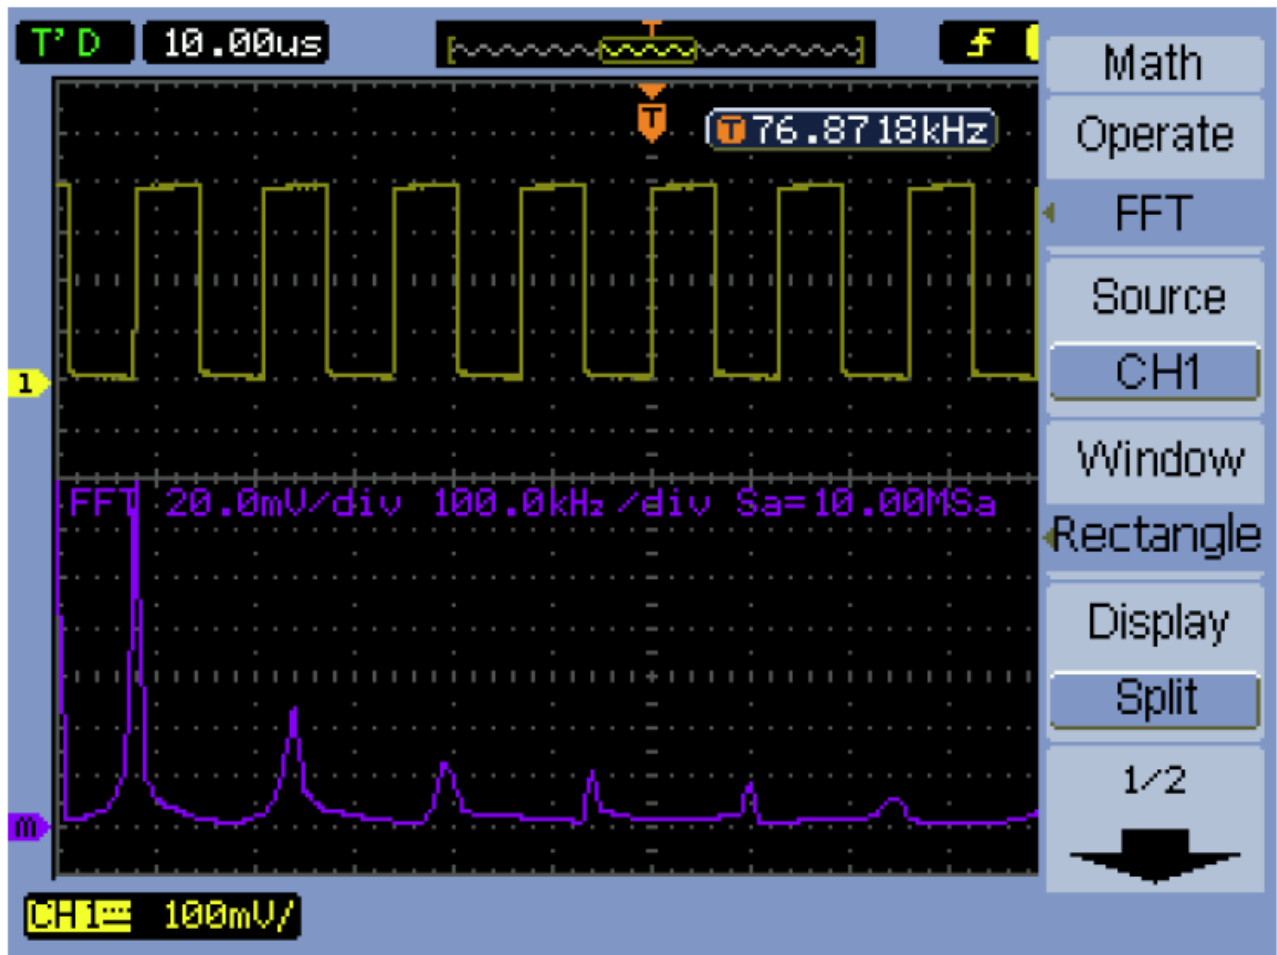 T' D 10.00us T f
Math
T 76.8718kHz
Operate
FFT
Source
1 CH1
Window
FFT 20.0mV/div 100.0kHz/div Sa=10.00MSa
Rectangle
Display
Split
1/2
m
CH1 100mV/